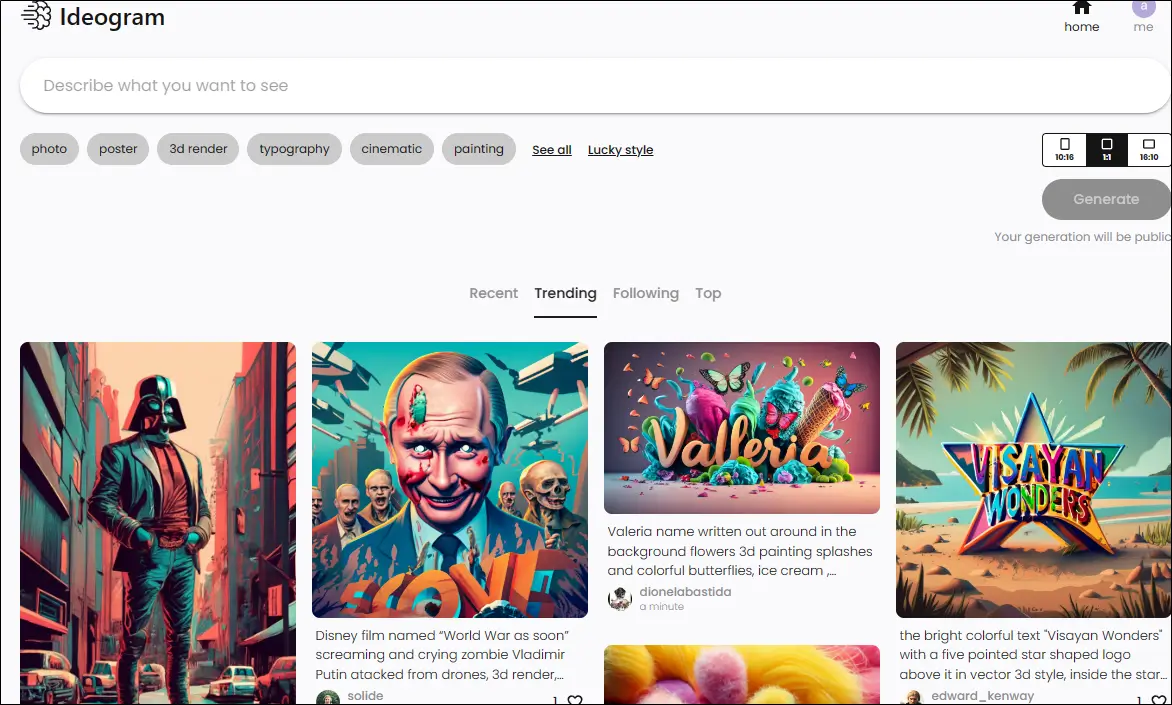 Ideogram
home
a
me
Describe what you want to see
photo
poster
3d render
typography
cinematic
painting
See all
Lucky style
10:16
1:1
16:10
Generate
Your generation will be public
Recent
Trending
Following
Top
Valleria
VISAYAN
WONDERS
Valeria name written out around in the
background flowers 3d painting splashes
and colorful butterflies, ice cream ,...
dionelabastida
a minute
Disney film named “World War as soon”
screaming and crying zombie Vladimir
Putin atacked from drones, 3d render,...
solide
1
the bright colorful text "Visayan Wonders"
with a five pointed star shaped logo
above it in vector 3d style, inside the star...
edward_kenway
1